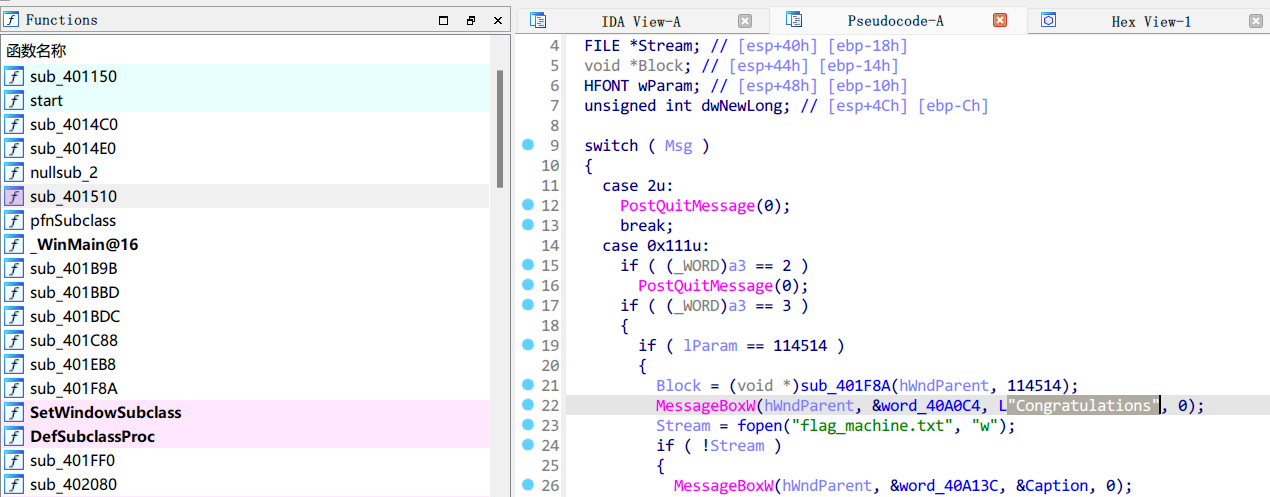 Functions
函数名称
sub_401150
start
sub_4014C0
sub_4014E0
nullsub_2
sub_401510
pfnSubclass
_WinMain@16
sub_401B9B
sub_401BBD
sub_401BDC
sub_401C88
sub_401EB8
sub_401F8A
SetWindowSubclass
DefSubclassProc
sub_401FF0
sub_402080
IDA View-A
Pseudocode-A
Hex View-1
4 FILE *Stream; // [esp+40h] [ebp-18h]
5 void *Block; // [esp+44h] [ebp-14h]
6 HFONT wParam; // [esp+48h] [ebp-10h]
7 unsigned int dwNewLong; // [esp+4Ch] [ebp-Ch]
8
9 switch ( Msg )
10 {
11 case 2u:
12 PostQuitMessage(0);
13 break;
14 case 0x111u:
15 if ( (_WORD)a3 == 2 )
16 PostQuitMessage(0);
17 if ( (_WORD)a3 == 3 )
18 {
19 if ( lParam == 114514 )
20 {
21 Block = (void *)sub_401F8A(hWndParent, 114514);
22 MessageBoxW(hWndParent, &word_40A0C4, L"Congratulations", 0);
23 Stream = fopen("flag_machine.txt", "w");
24 if ( !Stream )
25 {
26 MessageBoxW(hWndParent, &word_40A13C, &Caption, 0);